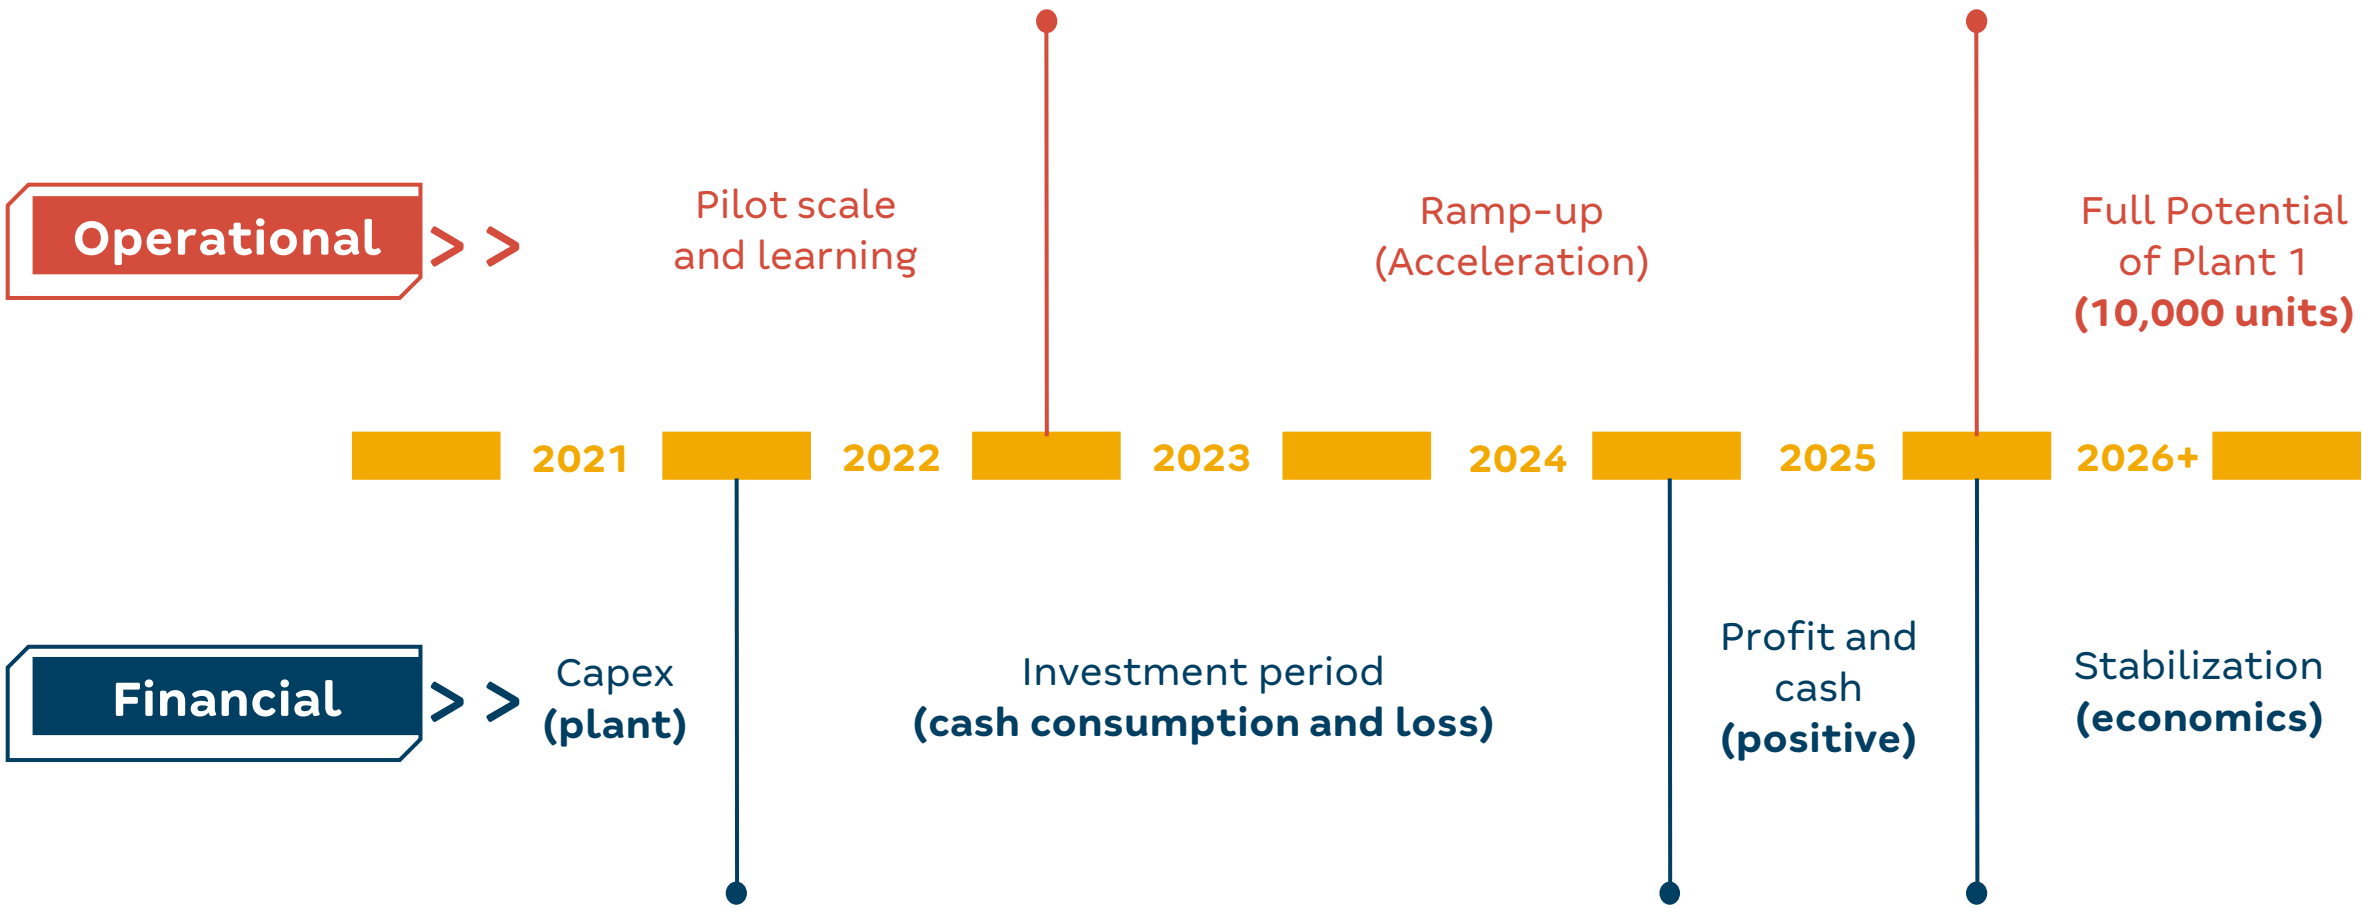 Operational
> >
Pilot scale
and learning
Ramp-up
(Acceleration)
Full Potential
of Plant 1
(10,000 units)
2021
2022
2023
2024
2025
2026+
Financial
> >
Capex
(plant)
Investment period
(cash consumption and loss)
Profit and
cash
(positive)
Stabilization
(economics)